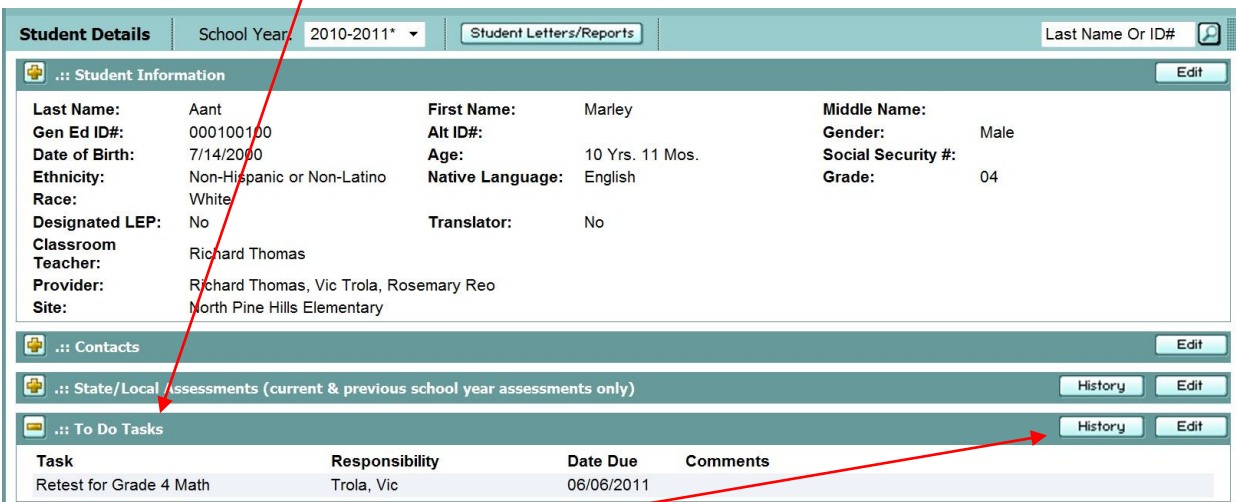 Student Details School Year: 2010-2011* Student Letters/Reports Last Name Or ID#
.:: Student Information Edit
Last Name: Aant First Name: Marley Middle Name:
Gen Ed ID#: 000100100 Alt ID#: Gender: Male
Date of Birth: 7/14/2000 Age: 10 Yrs. 11 Mos. Social Security #:
Ethnicity: Non-Hispanic or Non-Latino Native Language: English Grade: 04
Race: White
Designated LEP: No Translator: No
Classroom
Teacher: Richard Thomas
Provider: Richard Thomas, Vic Trola, Rosemary Reo
Site: North Pine Hills Elementary
.:: Contacts Edit
.:: State/Local Assessments (current & previous school year assessments only) History Edit
.:: To Do Tasks History Edit
Task Responsibility Date Due Comments
Retest for Grade 4 Math Trola, Vic 06/06/2011